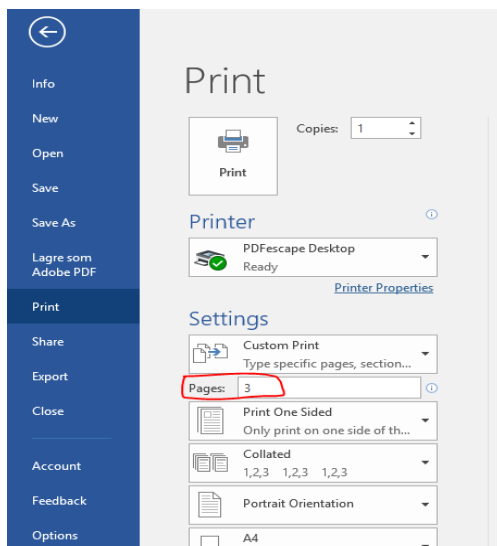 Info
New
Open
Save
Save As
Lagre som
Adobe PDF
Print
Share
Export
Close
Account
Feedback
Options
Print
Copies: 1
Print
Printer
PDFescape Desktop
Ready
Printer Properties
Settings
Custom Print
Type specific pages, section...
Pages: 3
Print One Sided
Only print on one side of th...
Collated
1,2,3 1,2,3 1,2,3
Portrait Orientation
A4